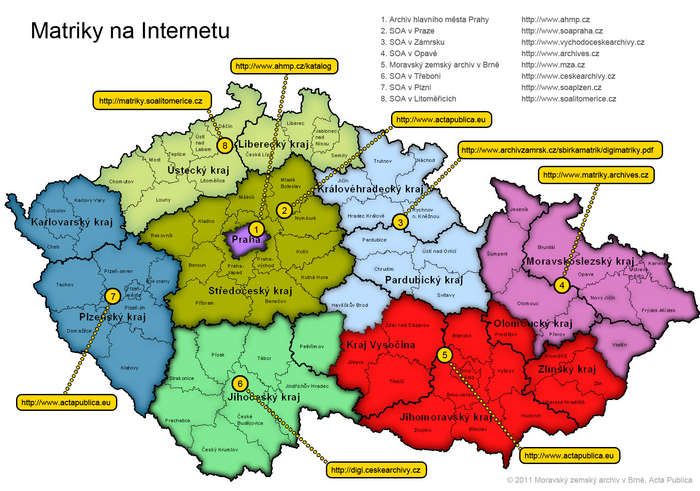 Matriky na Internetu
1. Archiv hlavního města Prahy http://www.ahmp.cz
2. SOA v Praze http://www.soapraha.cz
3. SOA v Zámrsku http://www.vychodoceskearchivy.cz
4. SOA v Opavě http://www.archives.cz
5. Moravský zemský archiv v Brně http://www.mza.cz
6. SOA v Třeboni http://www.ceskearchivy.cz
7. SOA v Plzni http://www.soaplzen.cz
8. SOA v Litoměřicích http://www.soalitomerice.cz
http://www.ahmp.cz/katalog
http://matriky.soalitomerice.cz
http://www.actapublica.eu
http://www.archivzamrsk.cz/sbirkamatrik/digimatriky.pdf
http://www.matriky.archives.cz
Děčín
Liberec
Jablonec
nad
Nisou
Ústí
nad
Labem
8
Liberecký kraj
Česká Lípa
Semily
Teplice
Most
Ústecký kraj
Litoměřice
Chomutov
Louny
Trutnov
Náchod
Jičín
Královéhradecký kraj
Mladá
Boleslav
Mělník
2
Hradec Králové
Rychnov
n. Kněžnou
3
Nymburk
Kladno
Rakovník
1
Praha
Kolín
Praha-
západ
Praha-
východ
Beroun
Kutná Hora
Středočeský kraj
Příbram
Benešov
Karlovy Vary
Sokolov
Karlovarský kraj
Cheb
Pardubice
Ústí nad Orlicí
Chrudim
Pardubický kraj
Svitavy
Havlíčkův Brod
Jeseník
Bruntál
Šumperk
Moravskoslezský kraj
Opava
4
Nový Jičín
Frýdek-Místek
Olomouc
Olomoucký kraj
Přerov
Prostějov
Vsetín
Tachov
Plzeň-sever
Rokycany
7
Plzeňský kraj
Domažlice
Klatovy
Pelhřimov
Písek
Tábor
Strakonice
6
Jindřichův Hradec
Jihočeský kraj
Prachatice
České
Budějovice
Český Krumlov
Žďár nad Sázavou
Kraj Vysočina
Jihlava
Třebíč
Blansko
5
Zlínský kraj
Zlín
Jihomoravský kraj
http://www.actapublica.eu
http://digi.ceskearchivy.cz
http://www.actapublica.eu
© 2011 Moravský zemský archiv v Brně, Acta Publica